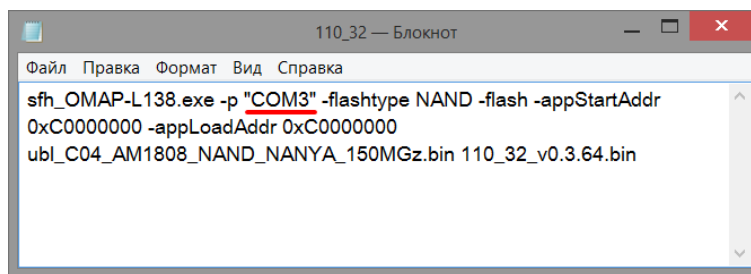 110_32 — Блокнот
Файл Правка Формат Вид Справка
sfh_OMAP-L138.exe -p "COM3" -flashtype NAND -flash -appStartAddr
0xC0000000 -appLoadAddr 0xC0000000
ubl_C04_AM1808_NAND_NANYA_150MGz.bin 110_32_v0.3.64.bin